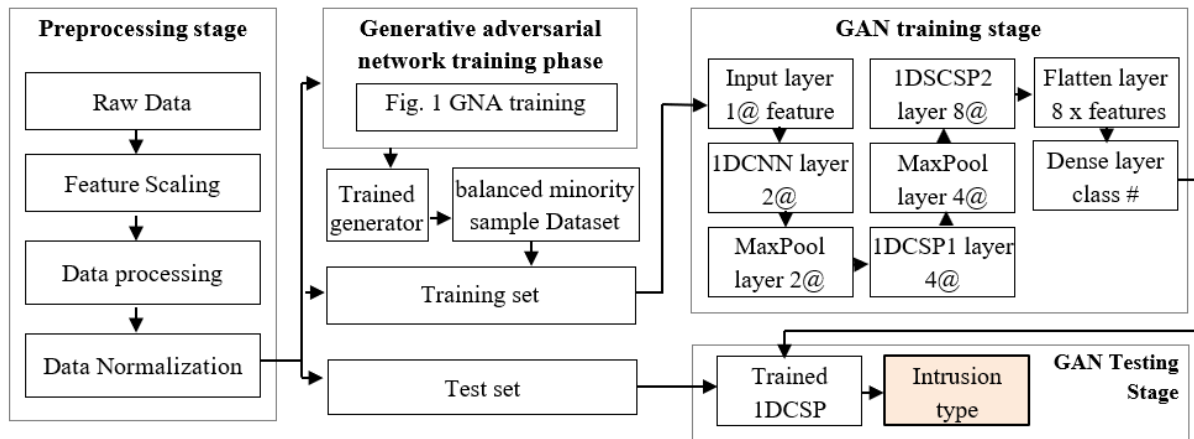 Preprocessing stage
Raw Data
Feature Scaling
Data processing
Data Normalization
Generative adversarial
network training phase
Fig. 1 GNA training
Trained
generator
balanced minority
sample Dataset
Training set
Test set
GAN training stage
Input layer
1@ feature
1DCNN layer
2@
MaxPool
layer 2@
1DCSP1 layer
4@
MaxPool
layer 4@
1DSCSP2
layer 8@
Flatten layer
8 x features
Dense layer
class #
Trained
1DCSP
Intrusion
type
GAN Testing
Stage